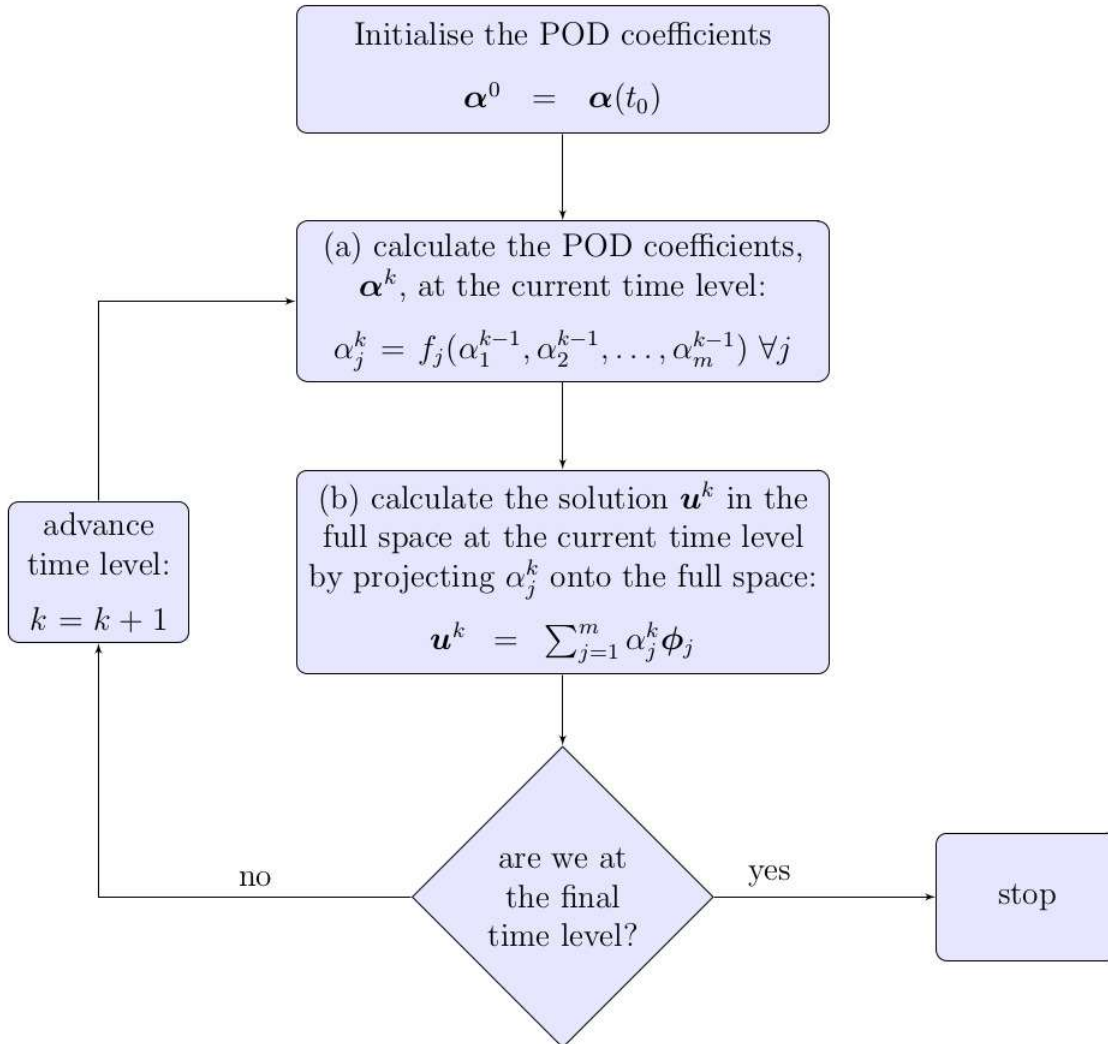 Initialise the POD coefficients
𝜶⁰ = 𝜶(t₀)
(a) calculate the POD coefficients,
𝜶ᵏ, at the current time level:
αⱼᵏ = fⱼ(α₁ᵏ⁻¹, α₂ᵏ⁻¹, . . . , αₘᵏ⁻¹) ∀j
(b) calculate the solution 𝒖ᵏ in the
full space at the current time level
by projecting αⱼᵏ onto the full space:
𝒖ᵏ = ∑ⱼ₌₁ᵐ αⱼᵏ𝝓ⱼ
advance
time level:
k = k + 1
are we at
the final
time level?
no
yes
stop